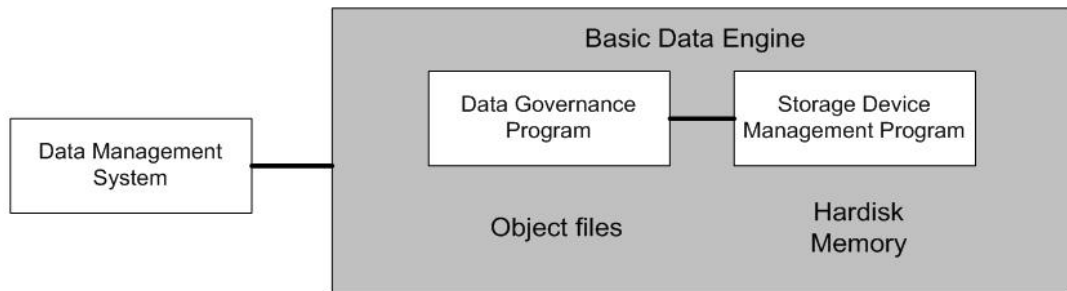 Basic Data Engine
Data Governance
Program
Storage Device
Management Program
Data Management
System
Object files
Hardisk
Memory